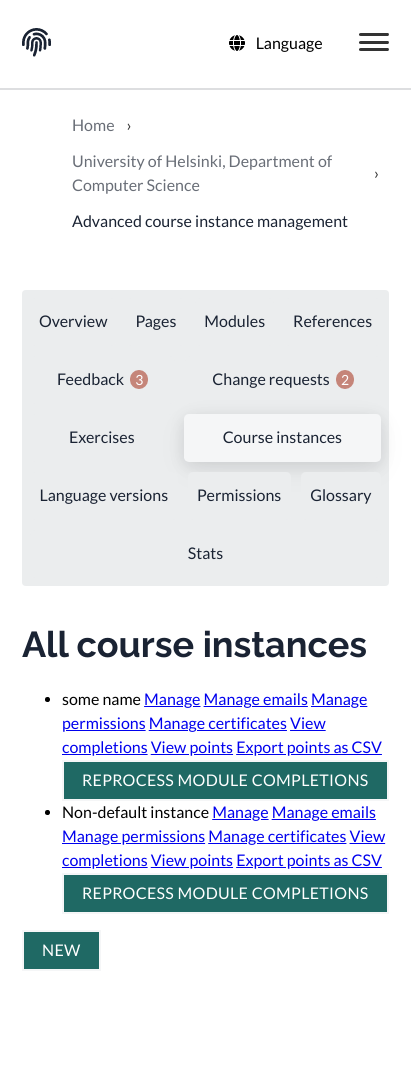 Language
Home ›
University of Helsinki, Department of
Computer Science ›
Advanced course instance management
Overview Pages Modules References
Feedback 3 Change requests 2
Exercises Course instances
Language versions Permissions Glossary
Stats
All course instances
• some name Manage Manage emails Manage
permissions Manage certificates View
completions View points Export points as CSV
REPROCESS MODULE COMPLETIONS
• Non-default instance Manage Manage emails
Manage permissions Manage certificates View
completions View points Export points as CSV
REPROCESS MODULE COMPLETIONS
NEW